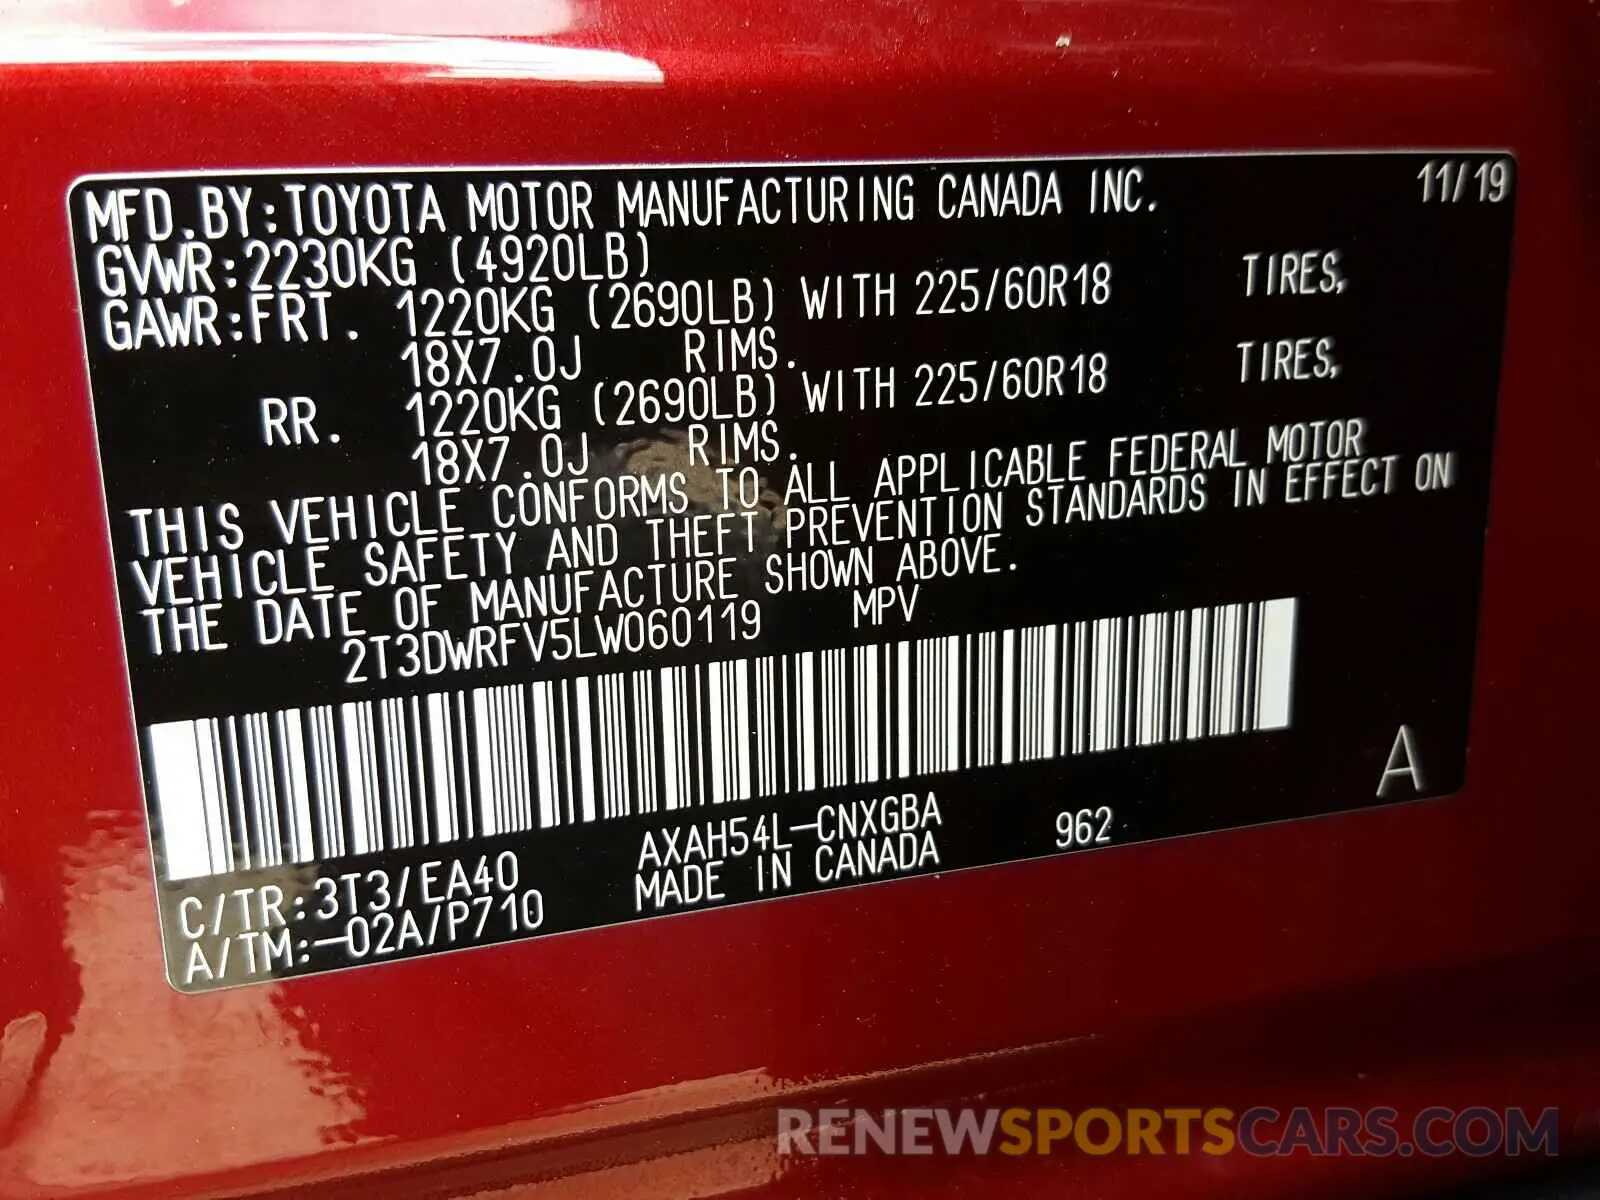 MFD.BY:TOYOTA MOTOR MANUFACTURING CANADA INC. 11/19
GVWR:2230KG (4920LB)
GAWR:FRT. 1220KG (2690LB) WITH 225/60R18 TIRES,
18X7.0J RIMS.
RR. 1220KG (2690LB) WITH 225/60R18 TIRES,
18X7.0J RIMS.
THIS VEHICLE CONFORMS TO ALL APPLICABLE FEDERAL MOTOR
VEHICLE SAFETY AND THEFT PREVENTION STANDARDS IN EFFECT ON
THE DATE OF MANUFACTURE SHOWN ABOVE.
2T3DWRFV5LW060119 MPV
A
C/TR:3T3/EA40 AXAH54L-CNXGBA 962
A/TM:-02A/P710 MADE IN CANADA
RENEWSPORTSCARS.COM